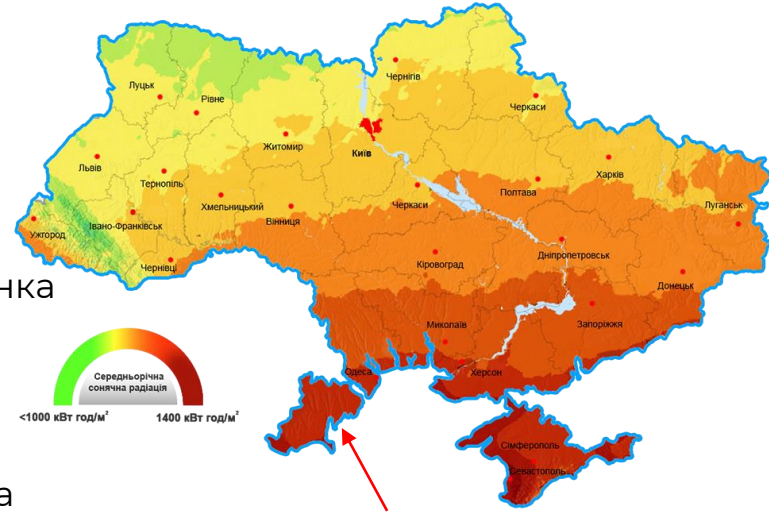 Чернігів
Луцьк
Рівне
Черкаси
Житомир
Київ
Львів
Тернопіль
Харків
Полтава
Хмельницький
Черкаси
Луганськ
Ужгород
Івано-Франківськ
Вінниця
Чернівці
Кіровоград
Дніпропетровськ
Донецьк
нка
Миколаїв
Запоріжжя
Одеса
Херсон
Середньорічна
сонячна радіація
<1000 кВт год/м²
1400 кВт год/м²
Сімферополь
Севастополь
а